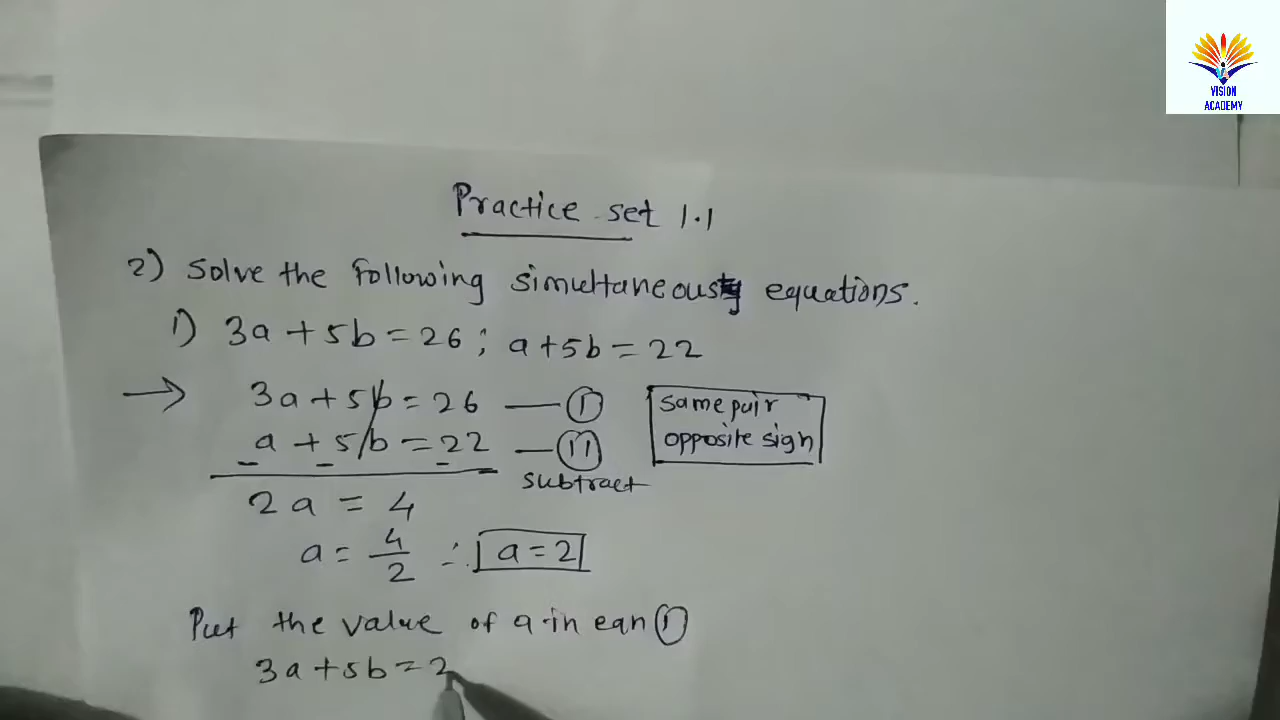 VISION
ACADEMY
Practice set 1.1
2) Solve the following simultaneous equations.
1) 3a + 5b = 26 ; a + 5b = 22
→ 3a + 5b = 26 — (I)
a + 5b = 22 — (II)
- - -
subtract
same pair
opposite sign
2a = 4
a = 4/2 ∴ a = 2
Put the value of a in eqn (I)
3a + 5b = 2